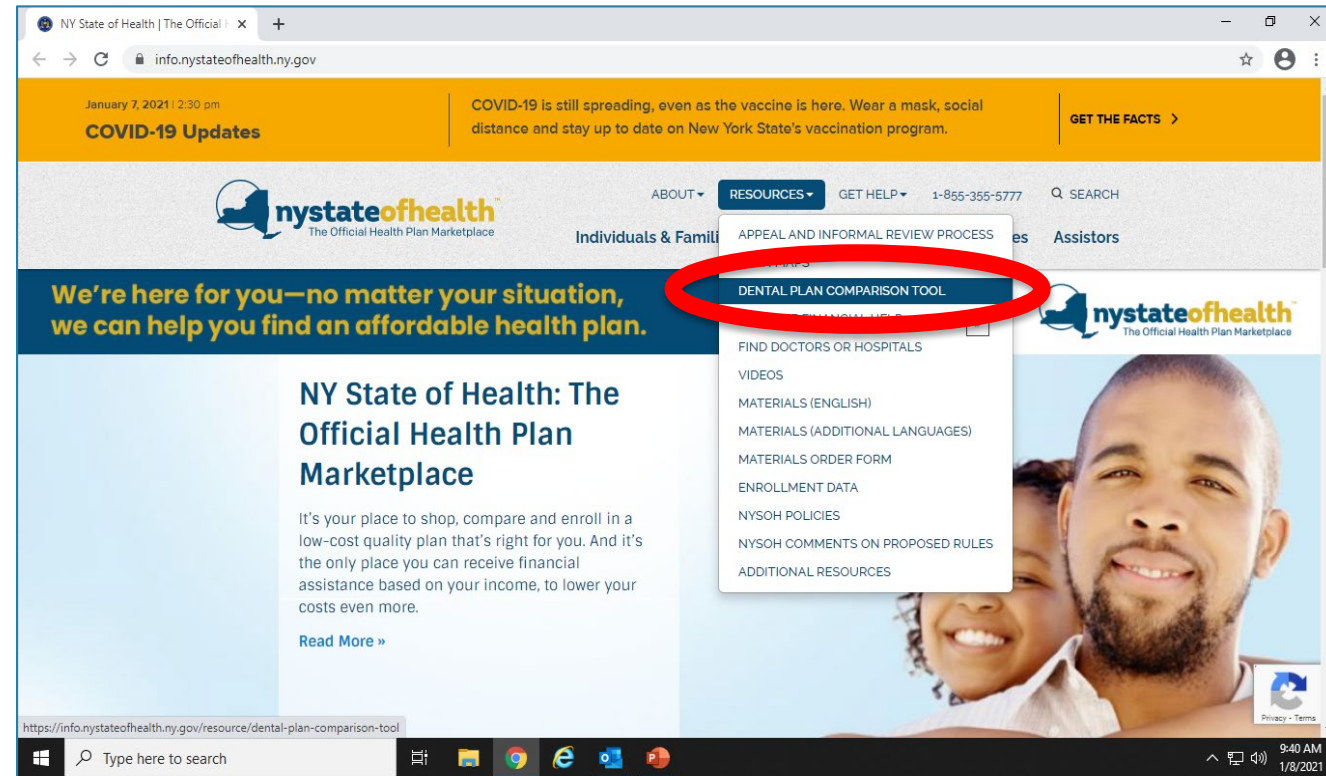 NY State of Health | The Official
info.nystateofhealth.ny.gov
January 7, 2021 | 2:30 pm
COVID-19 Updates
COVID-19 is still spreading, even as the vaccine is here. Wear a mask, social
distance and stay up to date on New York State's vaccination program.
GET THE FACTS >
nystateofhealth™
The Official Health Plan Marketplace
ABOUT RESOURCES GET HELP 1-855-355-5777 SEARCH
Individuals & Famili es Assistors
APPEAL AND INFORMAL REVIEW PROCESS
MAPS
DENTAL PLAN COMPARISON TOOL
FINANCIAL HELP
FIND DOCTORS OR HOSPITALS
VIDEOS
MATERIALS (ENGLISH)
MATERIALS (ADDITIONAL LANGUAGES)
MATERIALS ORDER FORM
ENROLLMENT DATA
NYSOH POLICIES
NYSOH COMMENTS ON PROPOSED RULES
ADDITIONAL RESOURCES
We're here for you—no matter your situation,
we can help you find an affordable health plan.
nystateofhealth™
The Official Health Plan Marketplace
NY State of Health: The
Official Health Plan
Marketplace
It's your place to shop, compare and enroll in a
low-cost quality plan that's right for you. And it's
the only place you can receive financial
assistance based on your income, to lower your
costs even more.
Read More »
Privacy - Terms
https://info.nystateofhealth.ny.gov/resource/dental-plan-comparison-tool
Type here to search
9:40 AM
1/8/2021